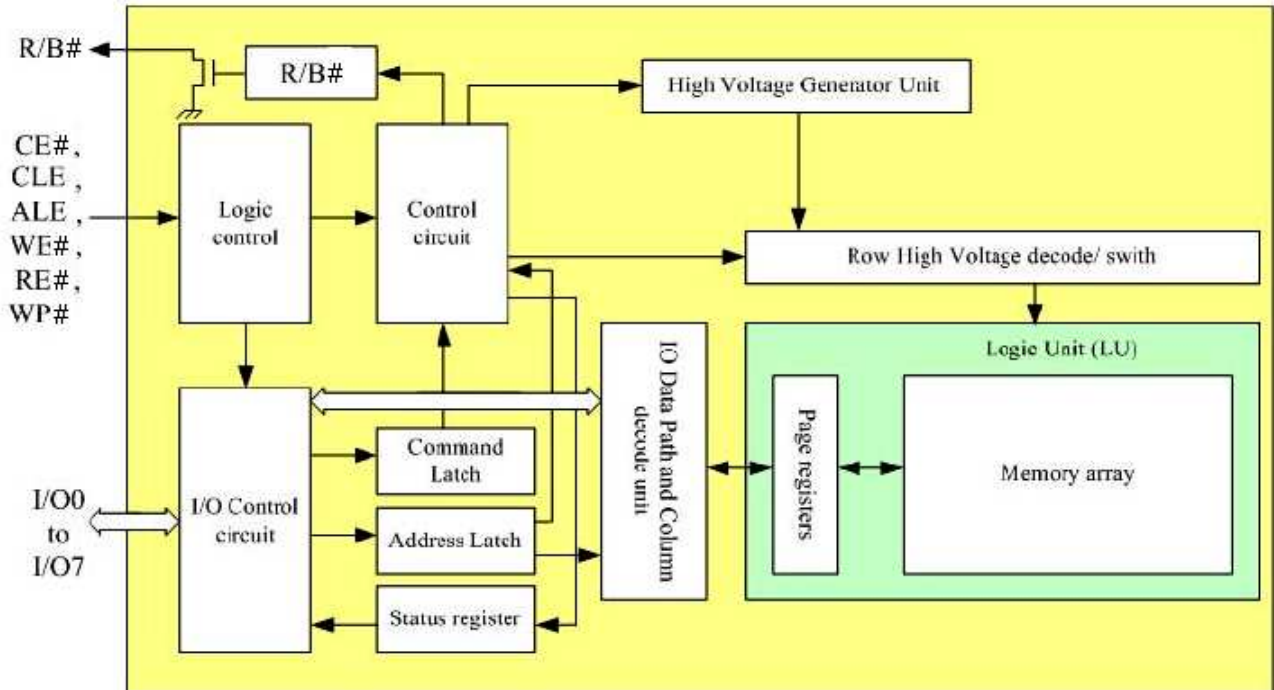 R/B#
R/B#
High Voltage Generator Unit
CE#,
CLE ,
ALE ,
WE#,
RE#,
WP#
Logic
control
Control
circuit
Row High Voltage decode/ swith
Logic Unit (LU)
IO Data Path and Column
decode unit
Page registers
Memory array
Command
Latch
I/O0
to
I/O7
I/O Control
circuit
Address Latch
Status register